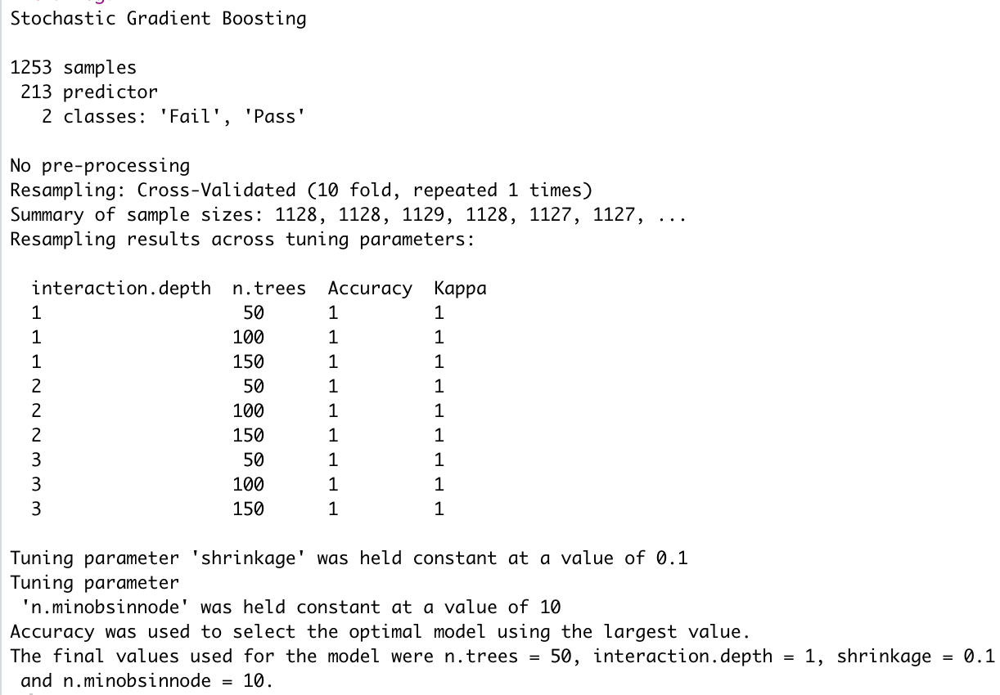 Stochastic Gradient Boosting
1253 samples
213 predictor
2 classes: 'Fail', 'Pass'
No pre-processing
Resampling: Cross-Validated (10 fold, repeated 1 times)
Summary of sample sizes: 1128, 1128, 1129, 1128, 1127, 1127, ...
Resampling results across tuning parameters:
interaction.depth  n.trees  Accuracy  Kappa
1                   50      1         1
1                  100      1         1
1                  150      1         1
2                   50      1         1
2                  100      1         1
2                  150      1         1
3                   50      1         1
3                  100      1         1
3                  150      1         1
Tuning parameter 'shrinkage' was held constant at a value of 0.1
Tuning parameter
'n.minobsinnode' was held constant at a value of 10
Accuracy was used to select the optimal model using the largest value.
The final values used for the model were n.trees = 50, interaction.depth = 1, shrinkage = 0.1
and n.minobsinnode = 10.